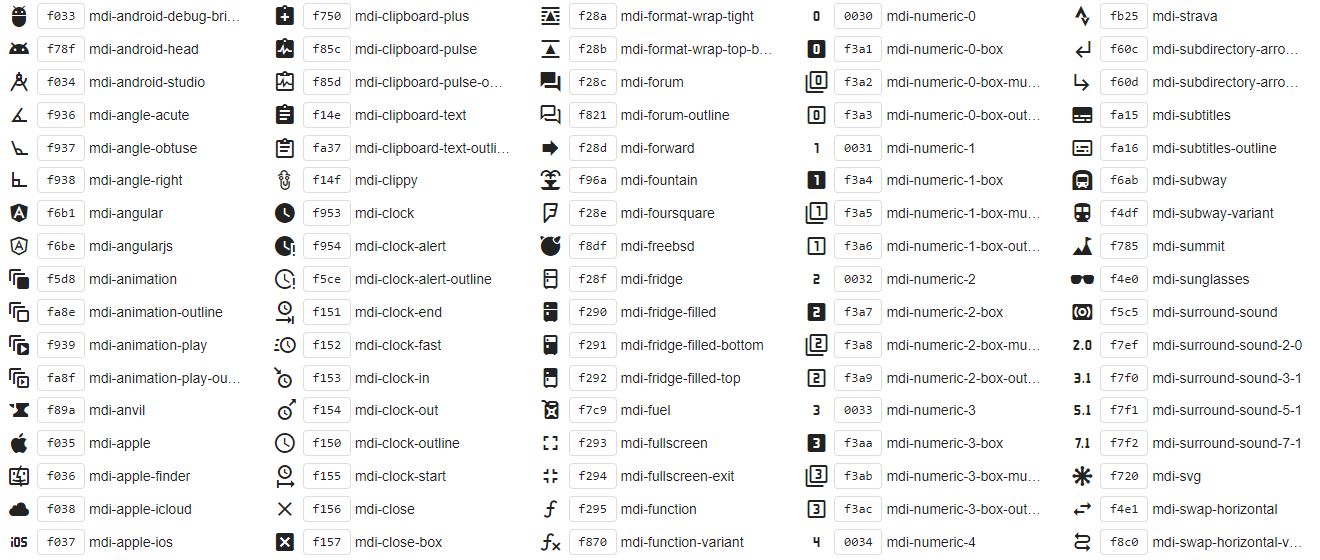 f033 mdi-android-debug-bri…
f78f mdi-android-head
f034 mdi-android-studio
f936 mdi-angle-acute
f937 mdi-angle-obtuse
f938 mdi-angle-right
f6b1 mdi-angular
f6be mdi-angularjs
f5d8 mdi-animation
fa8e mdi-animation-outline
f939 mdi-animation-play
fa8f mdi-animation-play-ou…
f89a mdi-anvil
f035 mdi-apple
f036 mdi-apple-finder
f038 mdi-apple-icloud
iOS f037 mdi-apple-ios
f750 mdi-clipboard-plus
f85c mdi-clipboard-pulse
f85d mdi-clipboard-pulse-o…
f14e mdi-clipboard-text
fa37 mdi-clipboard-text-outli…
f14f mdi-clippy
f953 mdi-clock
f954 mdi-clock-alert
f5ce mdi-clock-alert-outline
f151 mdi-clock-end
f152 mdi-clock-fast
f153 mdi-clock-in
f154 mdi-clock-out
f150 mdi-clock-outline
f155 mdi-clock-start
f156 mdi-close
f157 mdi-close-box
f28a mdi-format-wrap-tight
f28b mdi-format-wrap-top-b…
f28c mdi-forum
f821 mdi-forum-outline
f28d mdi-forward
f96a mdi-fountain
f28e mdi-foursquare
f8df mdi-freebsd
f28f mdi-fridge
f290 mdi-fridge-filled
f291 mdi-fridge-filled-bottom
f292 mdi-fridge-filled-top
f7c9 mdi-fuel
f293 mdi-fullscreen
f294 mdi-fullscreen-exit
f f295 mdi-function
fx f870 mdi-function-variant
0 0030 mdi-numeric-0
0 f3a1 mdi-numeric-0-box
0 f3a2 mdi-numeric-0-box-mu…
0 f3a3 mdi-numeric-0-box-out…
1 0031 mdi-numeric-1
1 f3a4 mdi-numeric-1-box
1 f3a5 mdi-numeric-1-box-mu…
1 f3a6 mdi-numeric-1-box-out…
2 0032 mdi-numeric-2
2 f3a7 mdi-numeric-2-box
2 f3a8 mdi-numeric-2-box-mu…
2 f3a9 mdi-numeric-2-box-out…
3 0033 mdi-numeric-3
3 f3aa mdi-numeric-3-box
3 f3ab mdi-numeric-3-box-mu…
3 f3ac mdi-numeric-3-box-out…
4 0034 mdi-numeric-4
fb25 mdi-strava
f60c mdi-subdirectory-arro…
f60d mdi-subdirectory-arro…
fa15 mdi-subtitles
fa16 mdi-subtitles-outline
f6ab mdi-subway
f4df mdi-subway-variant
f785 mdi-summit
f4e0 mdi-sunglasses
f5c5 mdi-surround-sound
2.0 f7ef mdi-surround-sound-2-0
3.1 f7f0 mdi-surround-sound-3-1
5.1 f7f1 mdi-surround-sound-5-1
7.1 f7f2 mdi-surround-sound-7-1
f720 mdi-svg
f4e1 mdi-swap-horizontal
f8c0 mdi-swap-horizontal-v…